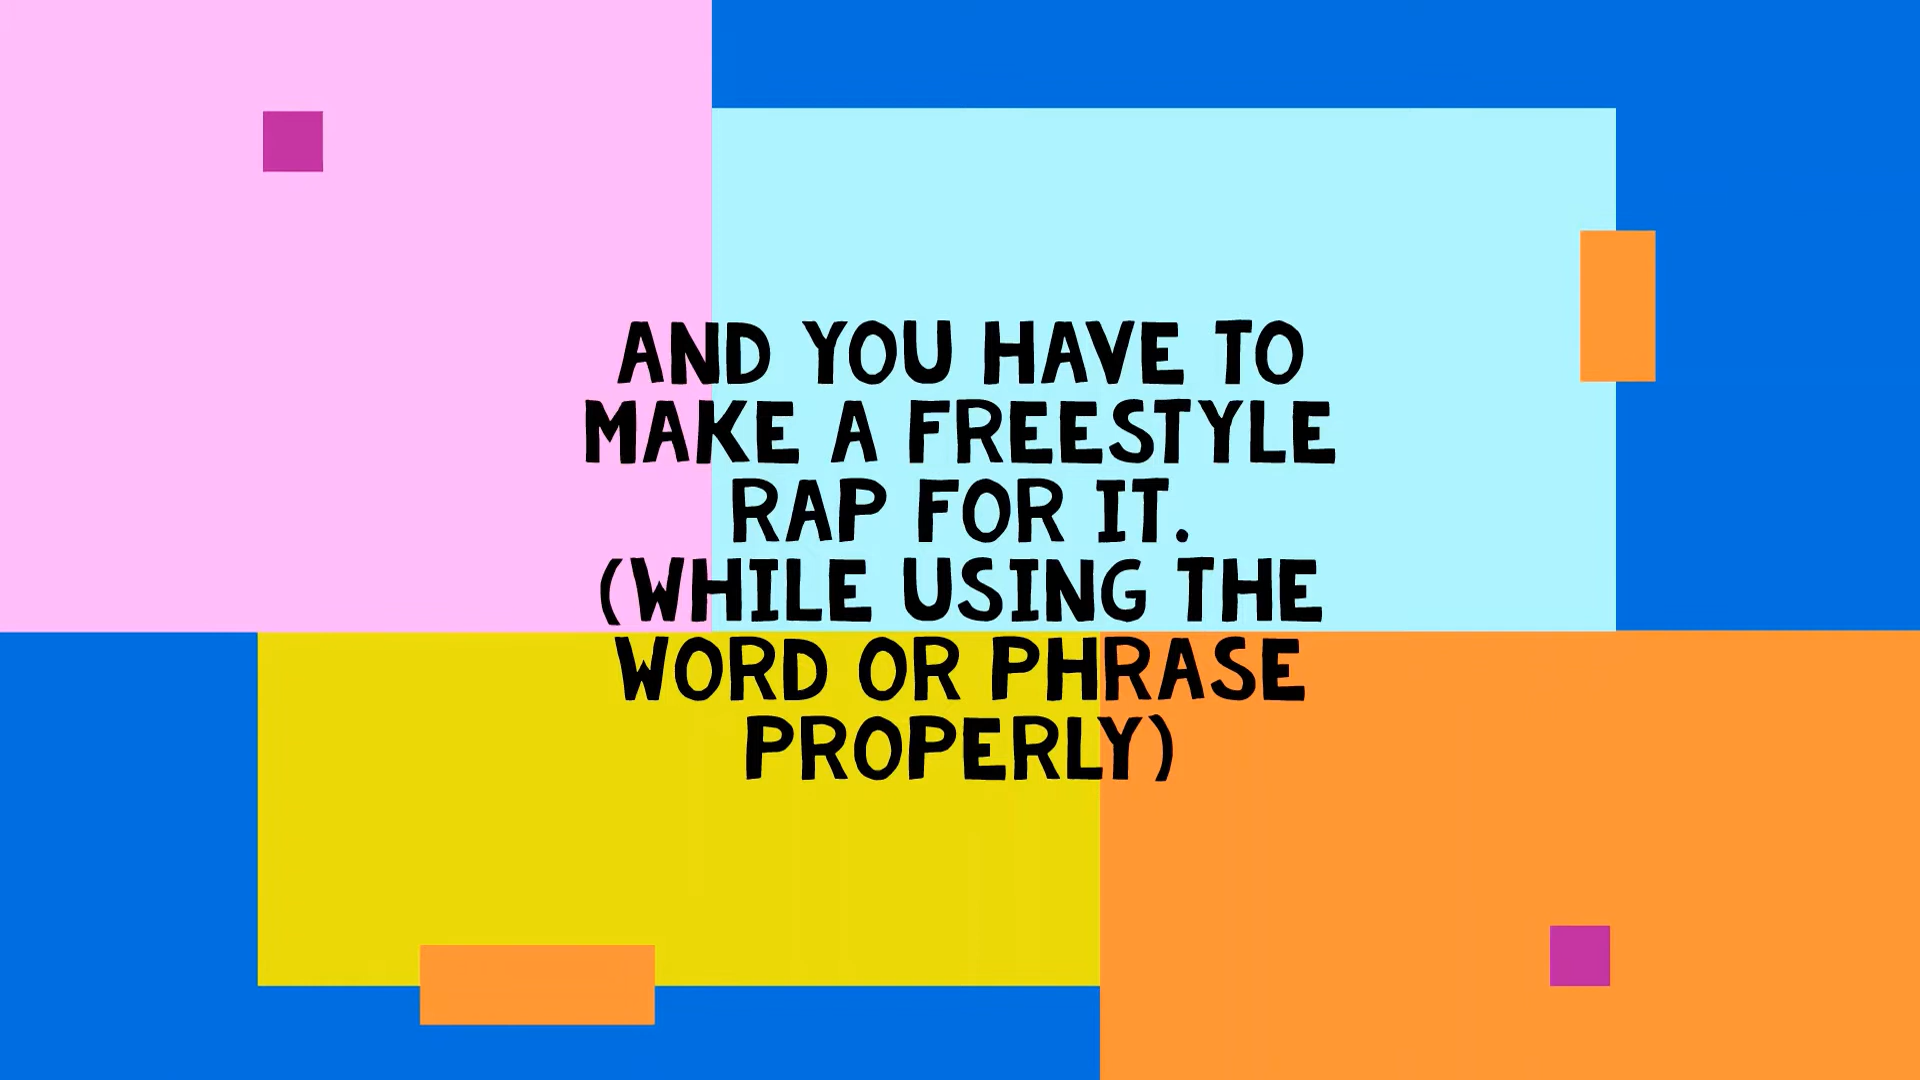 AND YOU HAVE TO
MAKE A FREESTYLE
RAP FOR IT.
(WHILE USING THE
WORD OR PHRASE
PROPERLY)